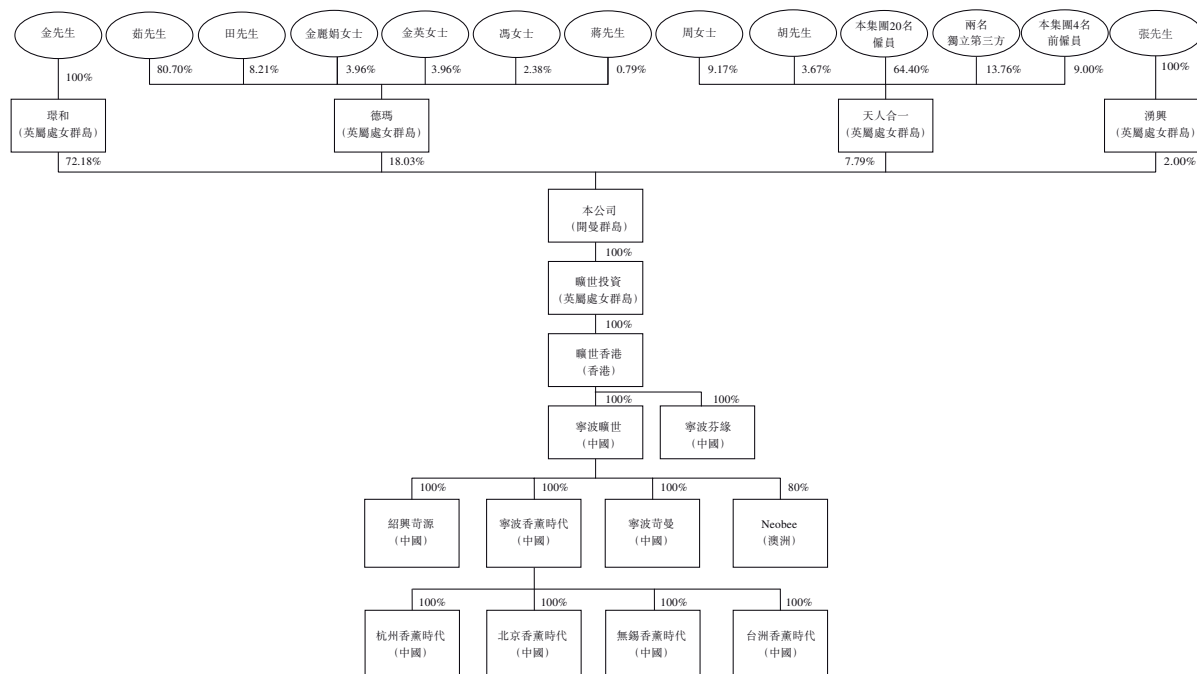 金先生
茹先生
田先生
金麗娟女士
金英女士
馮女士
蔣先生
周女士
胡先生
本集團20名
僱員
兩名
獨立第三方
本集團4名
前僱員
張先生
100%
80.70%
8.21%
3.96%
3.96%
2.38%
0.79%
9.17%
3.67%
64.40%
13.76%
9.00%
100%
璟和
(英屬處女群島)
德瑪
(英屬處女群島)
天人合一
(英屬處女群島)
湧興
(英屬處女群島)
72.18%
18.03%
7.79%
2.00%
本公司
(開曼群島)
100%
曠世投資
(英屬處女群島)
100%
曠世香港
(香港)
100%
100%
寧波曠世
(中國)
寧波芬緣
(中國)
100%
100%
100%
80%
紹興苛源
(中國)
寧波香薰時代
(中國)
寧波苛曼
(中國)
Neobee
(澳洲)
100%
100%
100%
100%
杭州香薰時代
(中國)
北京香薰時代
(中國)
無錫香薰時代
(中國)
台洲香薰時代
(中國)